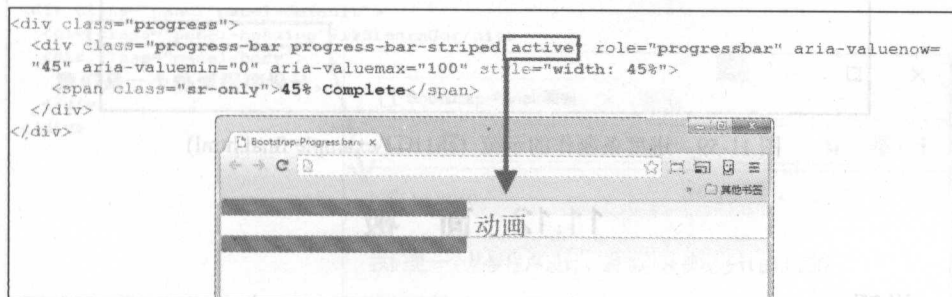 <div class="progress">
<div class="progress-bar progress-bar-striped active" role="progressbar" aria-valuenow=
"45" aria-valuemin="0" aria-valuemax="100" style="width: 45%">
<span class="sr-only">45% Complete</span>
</div>
</div>
Bootstrap-Progress bar
其他书签
动画